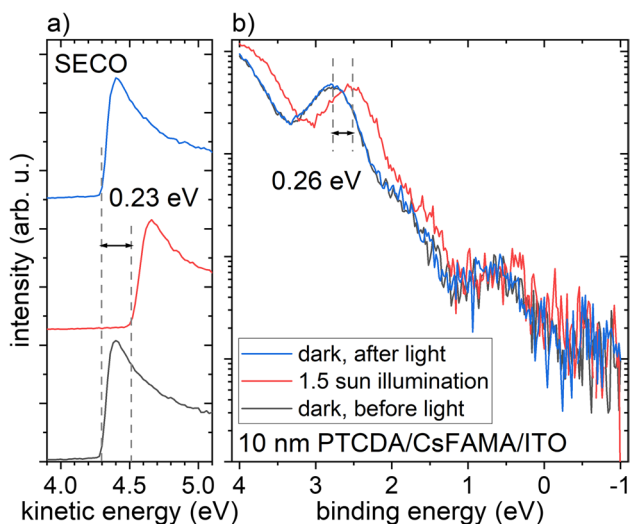 a)
b)
SECO
0.23 eV
0.26 eV
intensity (arb. u.)
dark, after light
1.5 sun illumination
dark, before light
10 nm PTCDA/CsFAMA/ITO
4.0 4.5 5.0
4 3 2 1 0 -1
kinetic energy (eV)
binding energy (eV)